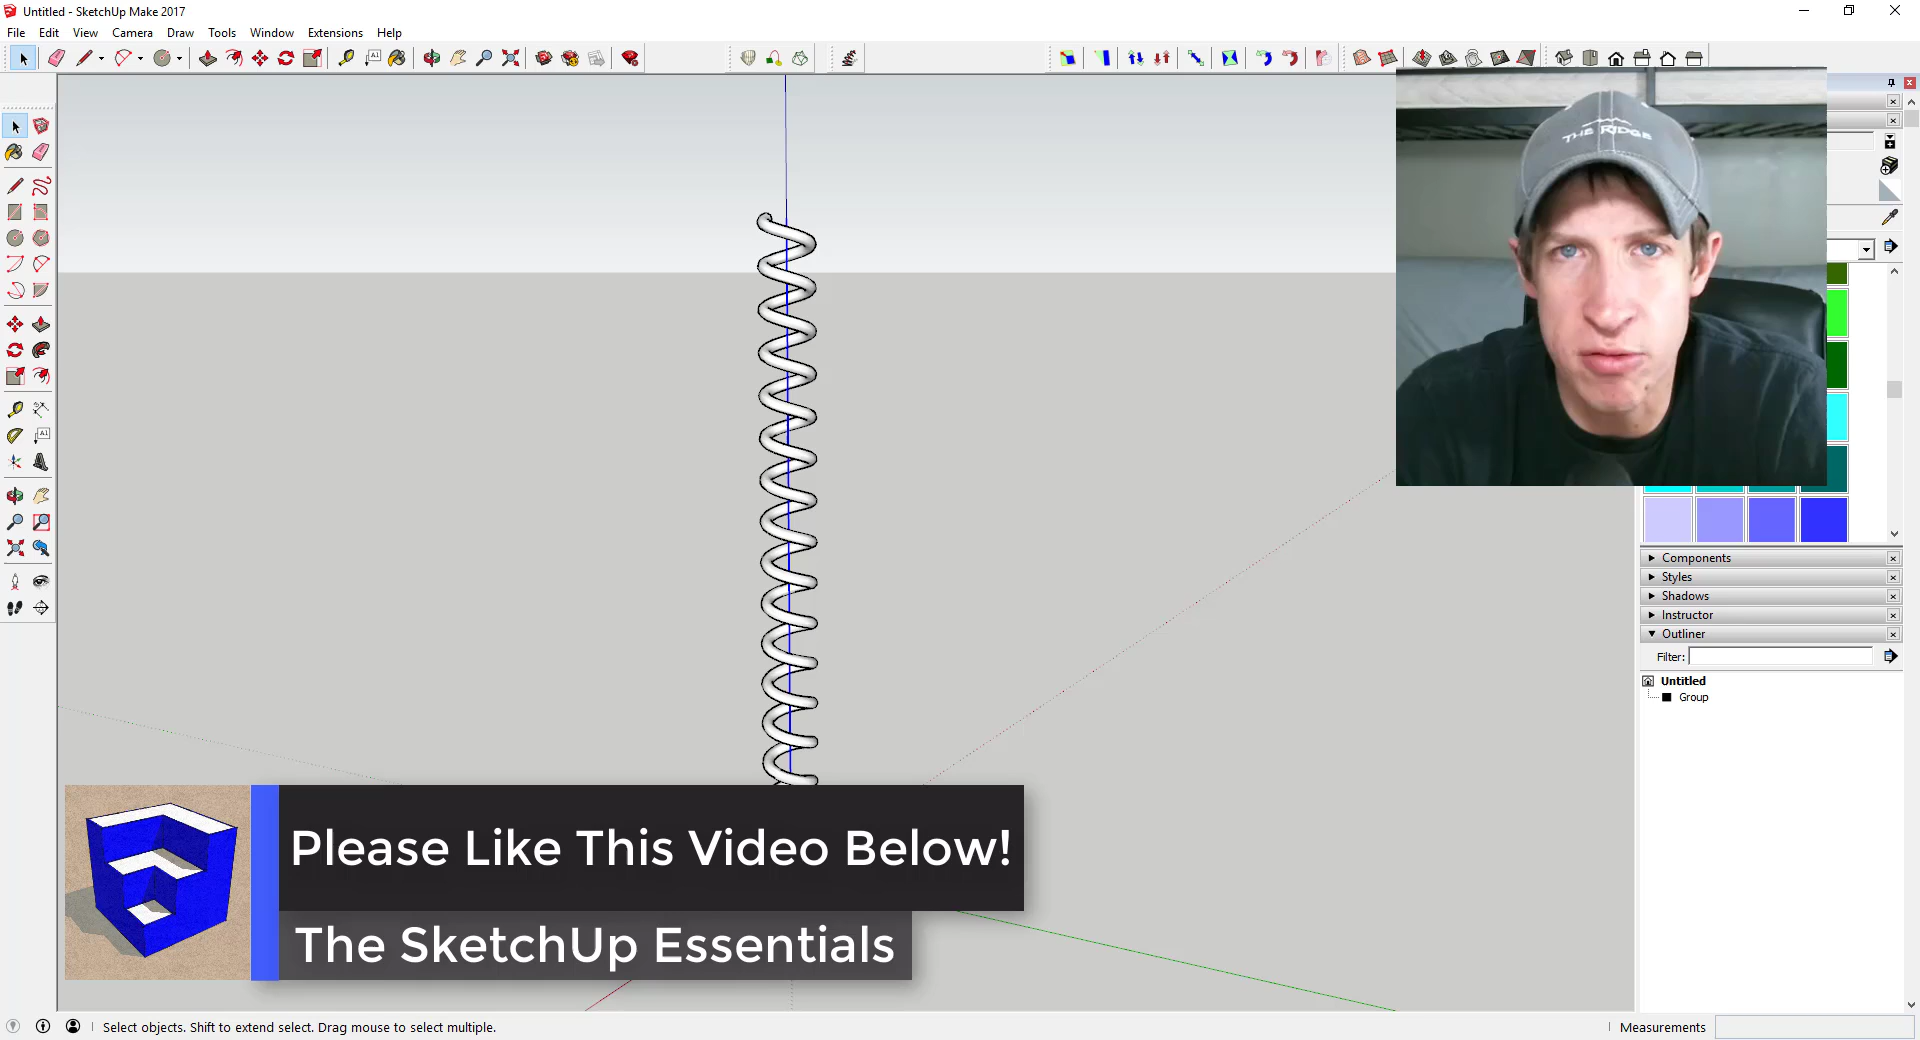 Untitled - SketchUp Make 2017
File Edit View Camera Draw Tools Window Extensions Help
THE RIDGE
Components
Styles
Shadows
Instructor
Outliner
Filter:
Untitled
Group
Please Like This Video Below!
The SketchUp Essentials
Select objects. Shift to extend select. Drag mouse to select multiple.
Measurements